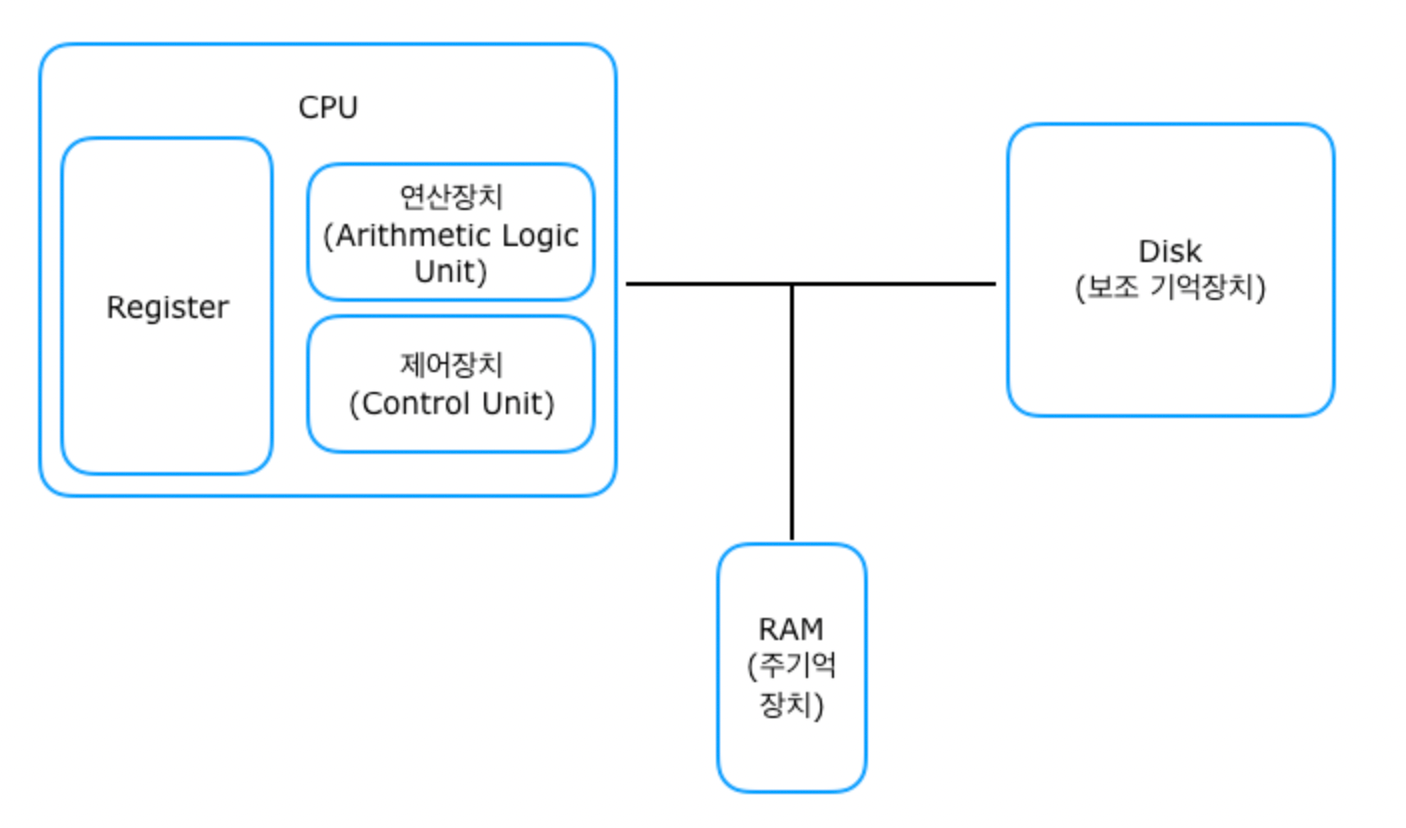 CPU
Register
연산장치
(Arithmetic Logic
Unit)
제어장치
(Control Unit)
Disk
(보조 기억장치)
RAM
(주기억
장치)